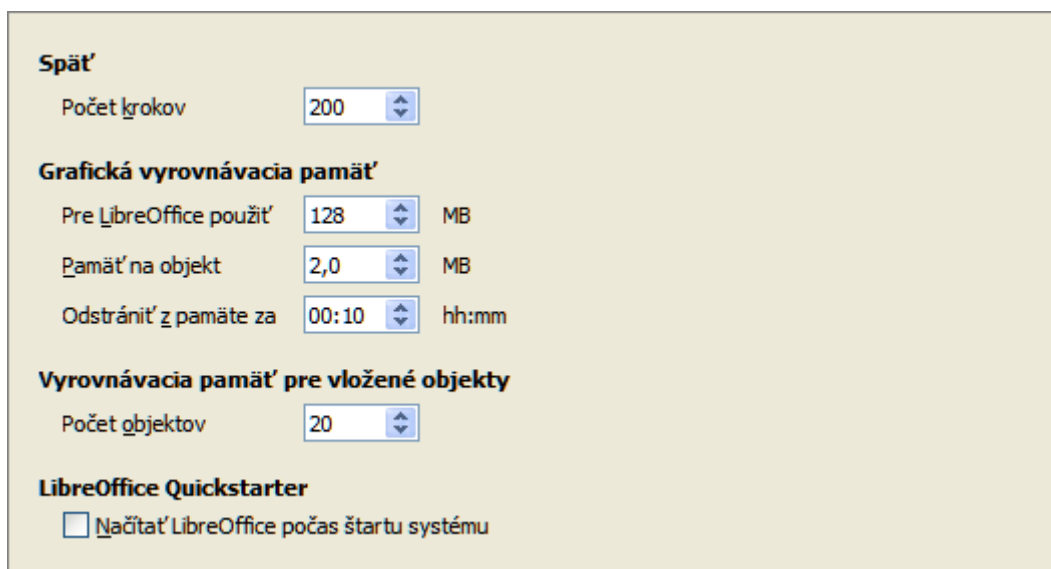 Späť
Počet krokov 200
Grafická vyrovnávacia pamäť
Pre LibreOffice použiť 128 MB
Pamäť na objekt 2,0 MB
Odstrániť z pamäte za 00:10 hh:mm
Vyrovnávacia pamäť pre vložené objekty
Počet objektov 20
LibreOffice Quickstarter
Načítať LibreOffice počas štartu systému